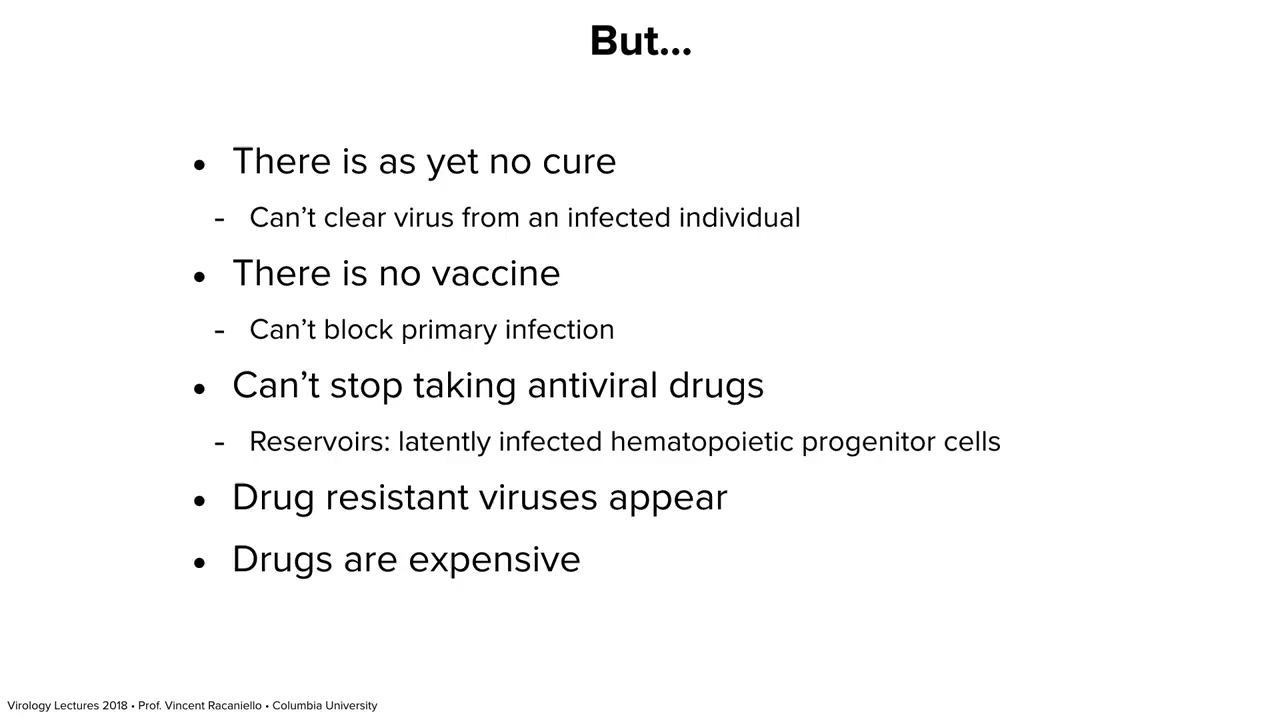 But...
• There is as yet no cure
- Can’t clear virus from an infected individual
• There is no vaccine
- Can’t block primary infection
• Can’t stop taking antiviral drugs
- Reservoirs: latently infected hematopoietic progenitor cells
• Drug resistant viruses appear
• Drugs are expensive
Virology Lectures 2018 • Prof. Vincent Racaniello • Columbia University